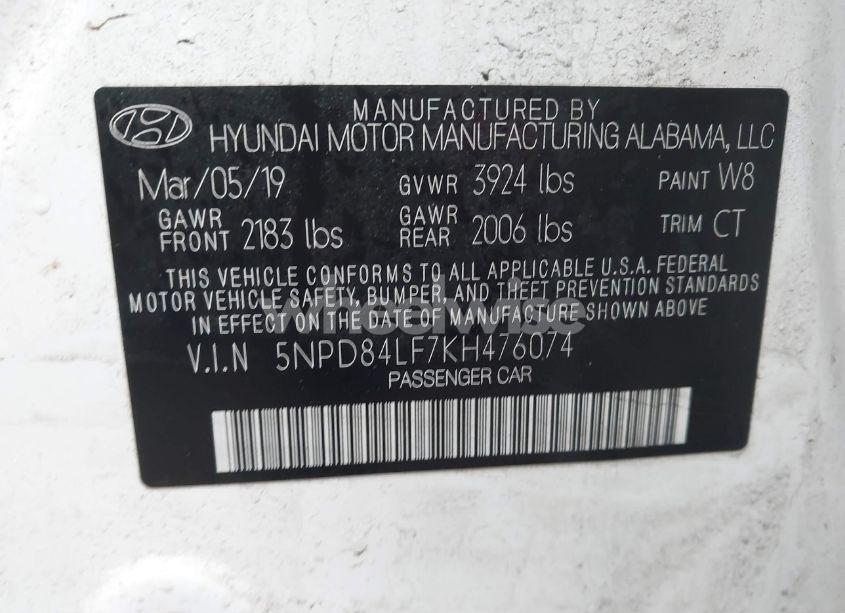 MANUFACTURED BY
HYUNDAI MOTOR MANUFACTURING ALABAMA, LLC
Mar/05/19 GVWR 3924 lbs PAINT W8
GAWR FRONT 2183 lbs GAWR REAR 2006 lbs TRIM CT
THIS VEHICLE CONFORMS TO ALL APPLICABLE U.S.A. FEDERAL
MOTOR VEHICLE SAFETY, BUMPER, AND THEFT PREVENTION STANDARDS
IN EFFECT ON THE DATE OF MANUFACTURE SHOWN ABOVE
wheelwise
V.I.N 5NPD84LF7KH476074
PASSENGER CAR